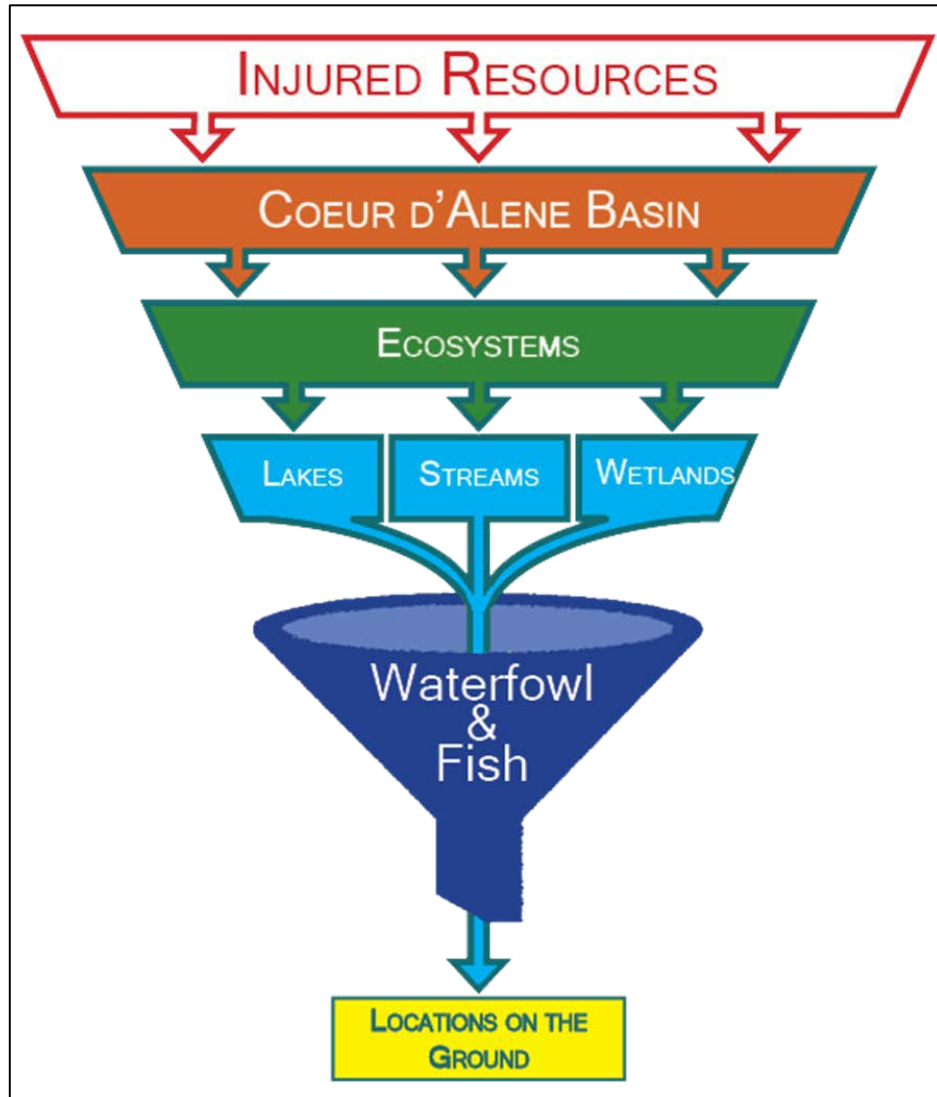 INJURED RESOURCES
COEUR D'ALENE BASIN
ECOSYSTEMS
LAKES
STREAMS
WETLANDS
Waterfowl
&
Fish
LOCATIONS ON THE
GROUND